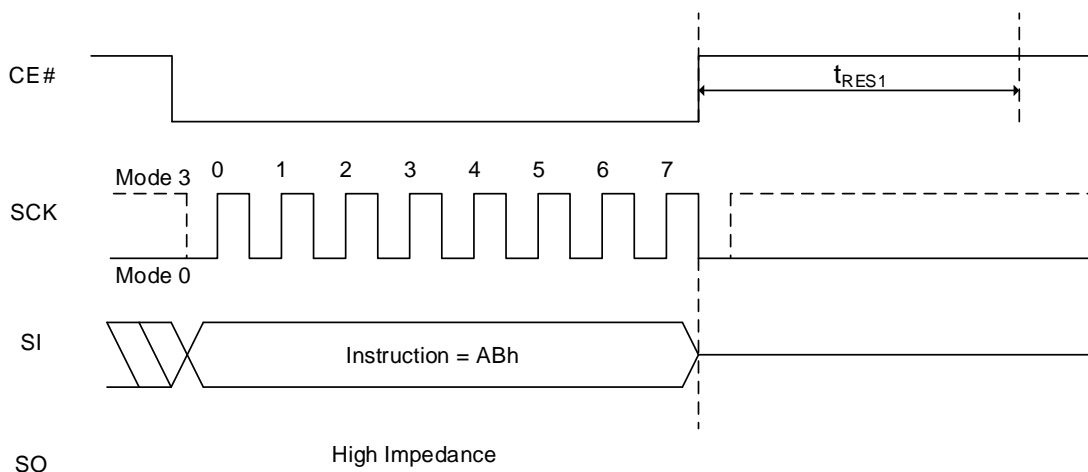 CE#
tRES1
0 1 2 3 4 5 6 7
Mode 3
SCK
Mode 0
SI
Instruction = ABh
High Impedance
SO